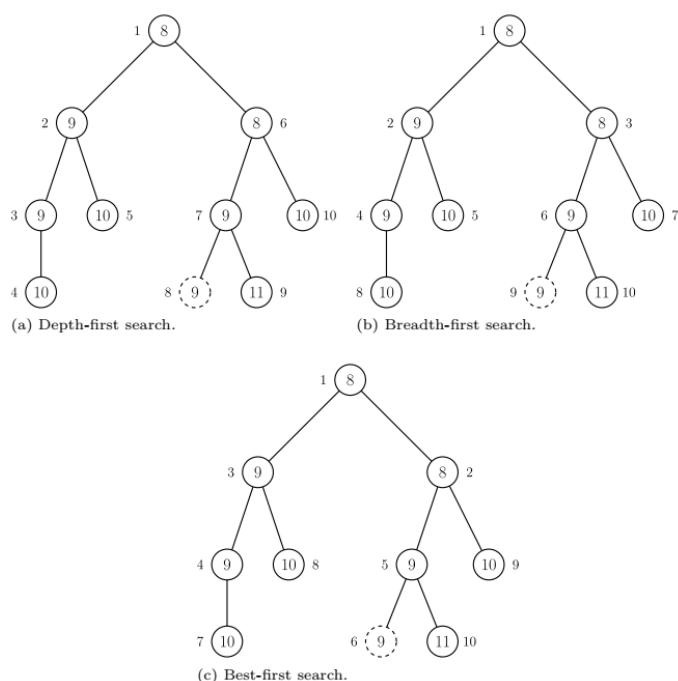 1 8 1 8
2 9 8 6 2 9 8 3
3 9 10 5 7 9 10 10 4 9 10 5 6 9 10 7
4 10 8 9 11 9 8 10 9 9 11 10
(a) Depth-first search. (b) Breadth-first search.
1 8
3 9 8 2
4 9 10 8 5 9 10 9
7 10 6 9 11 10
(c) Best-first search.